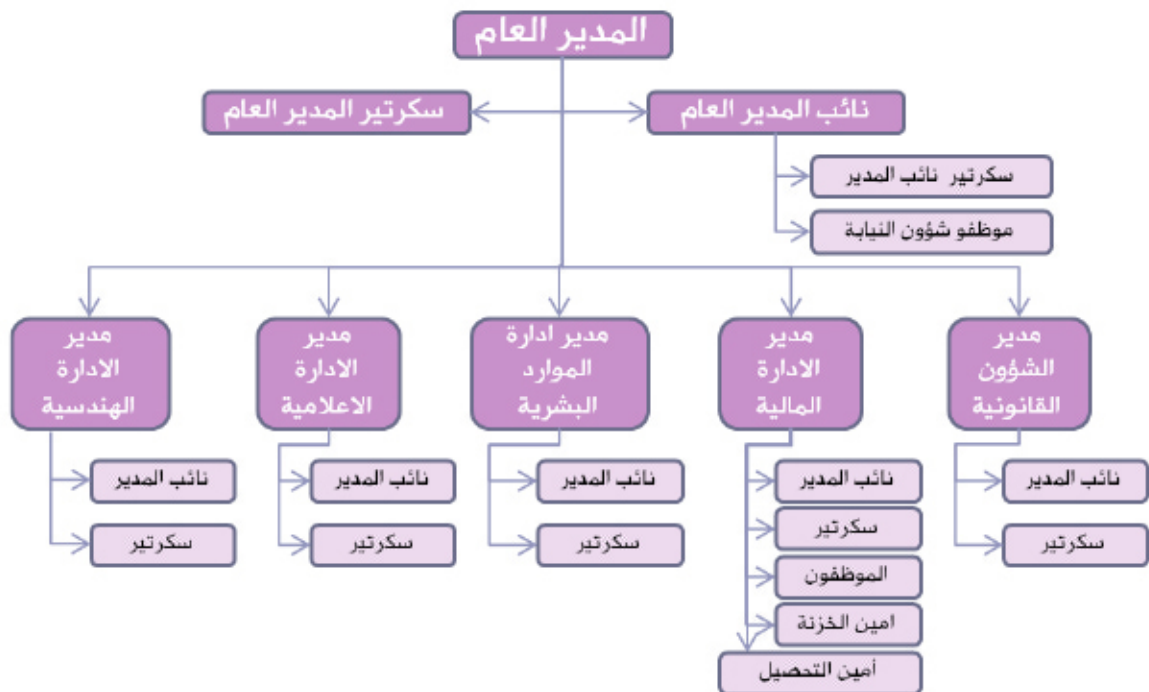 المدير العام
نائب المدير العام
سكرتير المدير العام
سكرتير نائب المدير
موظفو شؤون النيابة
مدير
الشؤون
القانونية
نائب المدير
سكرتير
مدير
الادارة
المالية
نائب المدير
سكرتير
الموظفون
امين الخزنة
أمين التحصيل
مدير ادارة
الموارد
البشرية
نائب المدير
سكرتير
مدير
الادارة
الاعلامية
نائب المدير
سكرتير
مدير
الادارة
الهندسية
نائب المدير
سكرتير